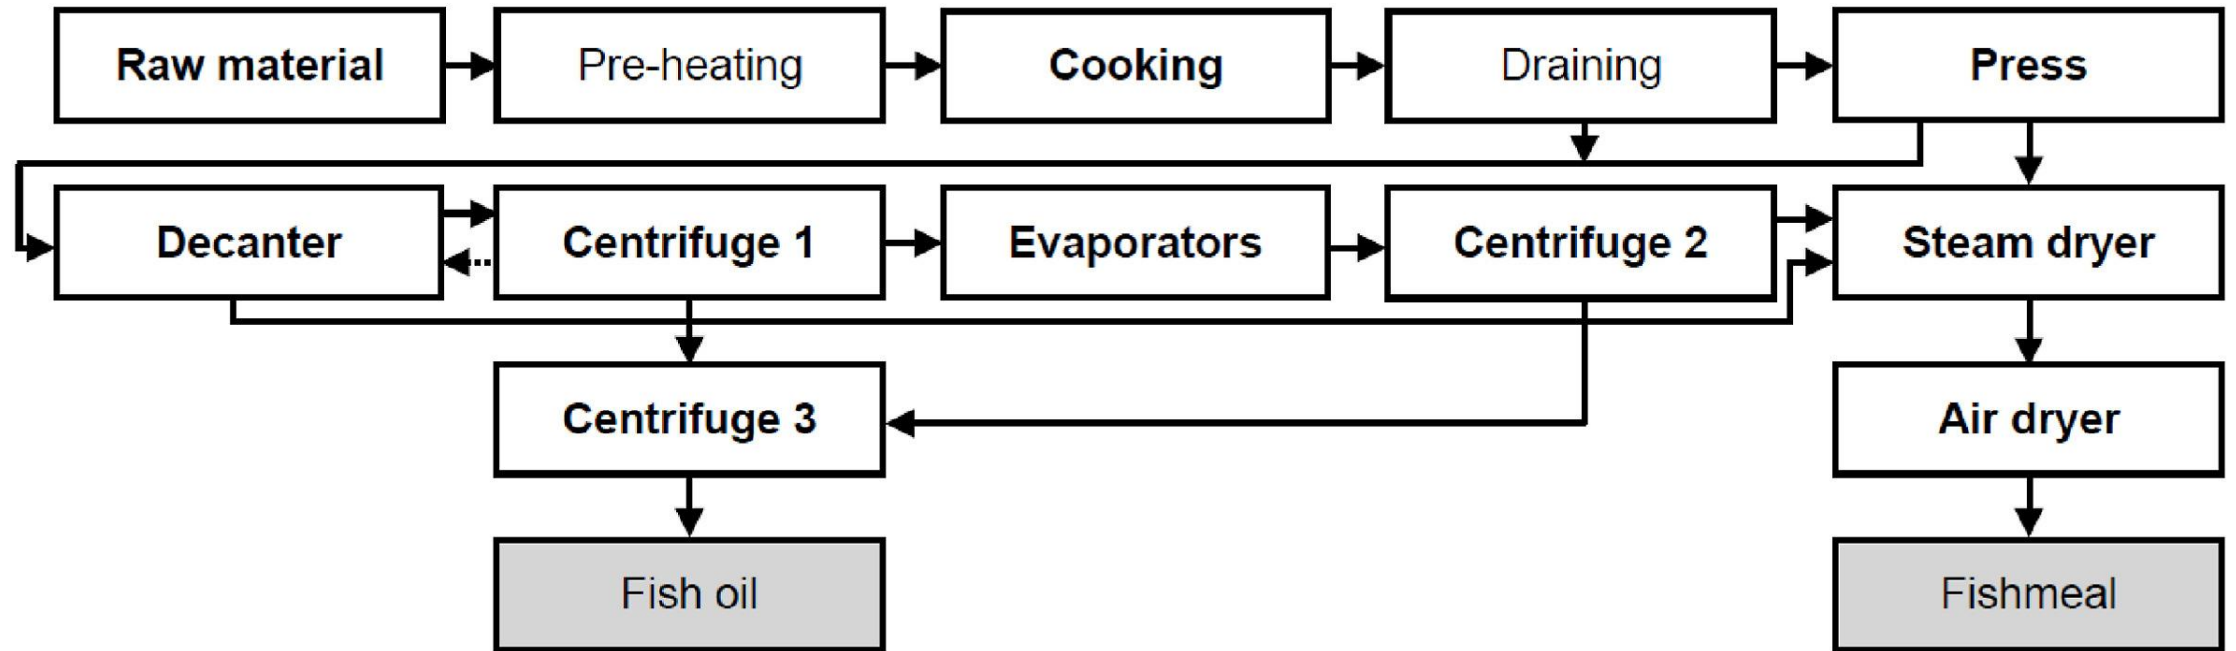 Raw material
Pre-heating
Cooking
Draining
Press
Decanter
Centrifuge 1
Evaporators
Centrifuge 2
Steam dryer
Centrifuge 3
Air dryer
Fish oil
Fishmeal